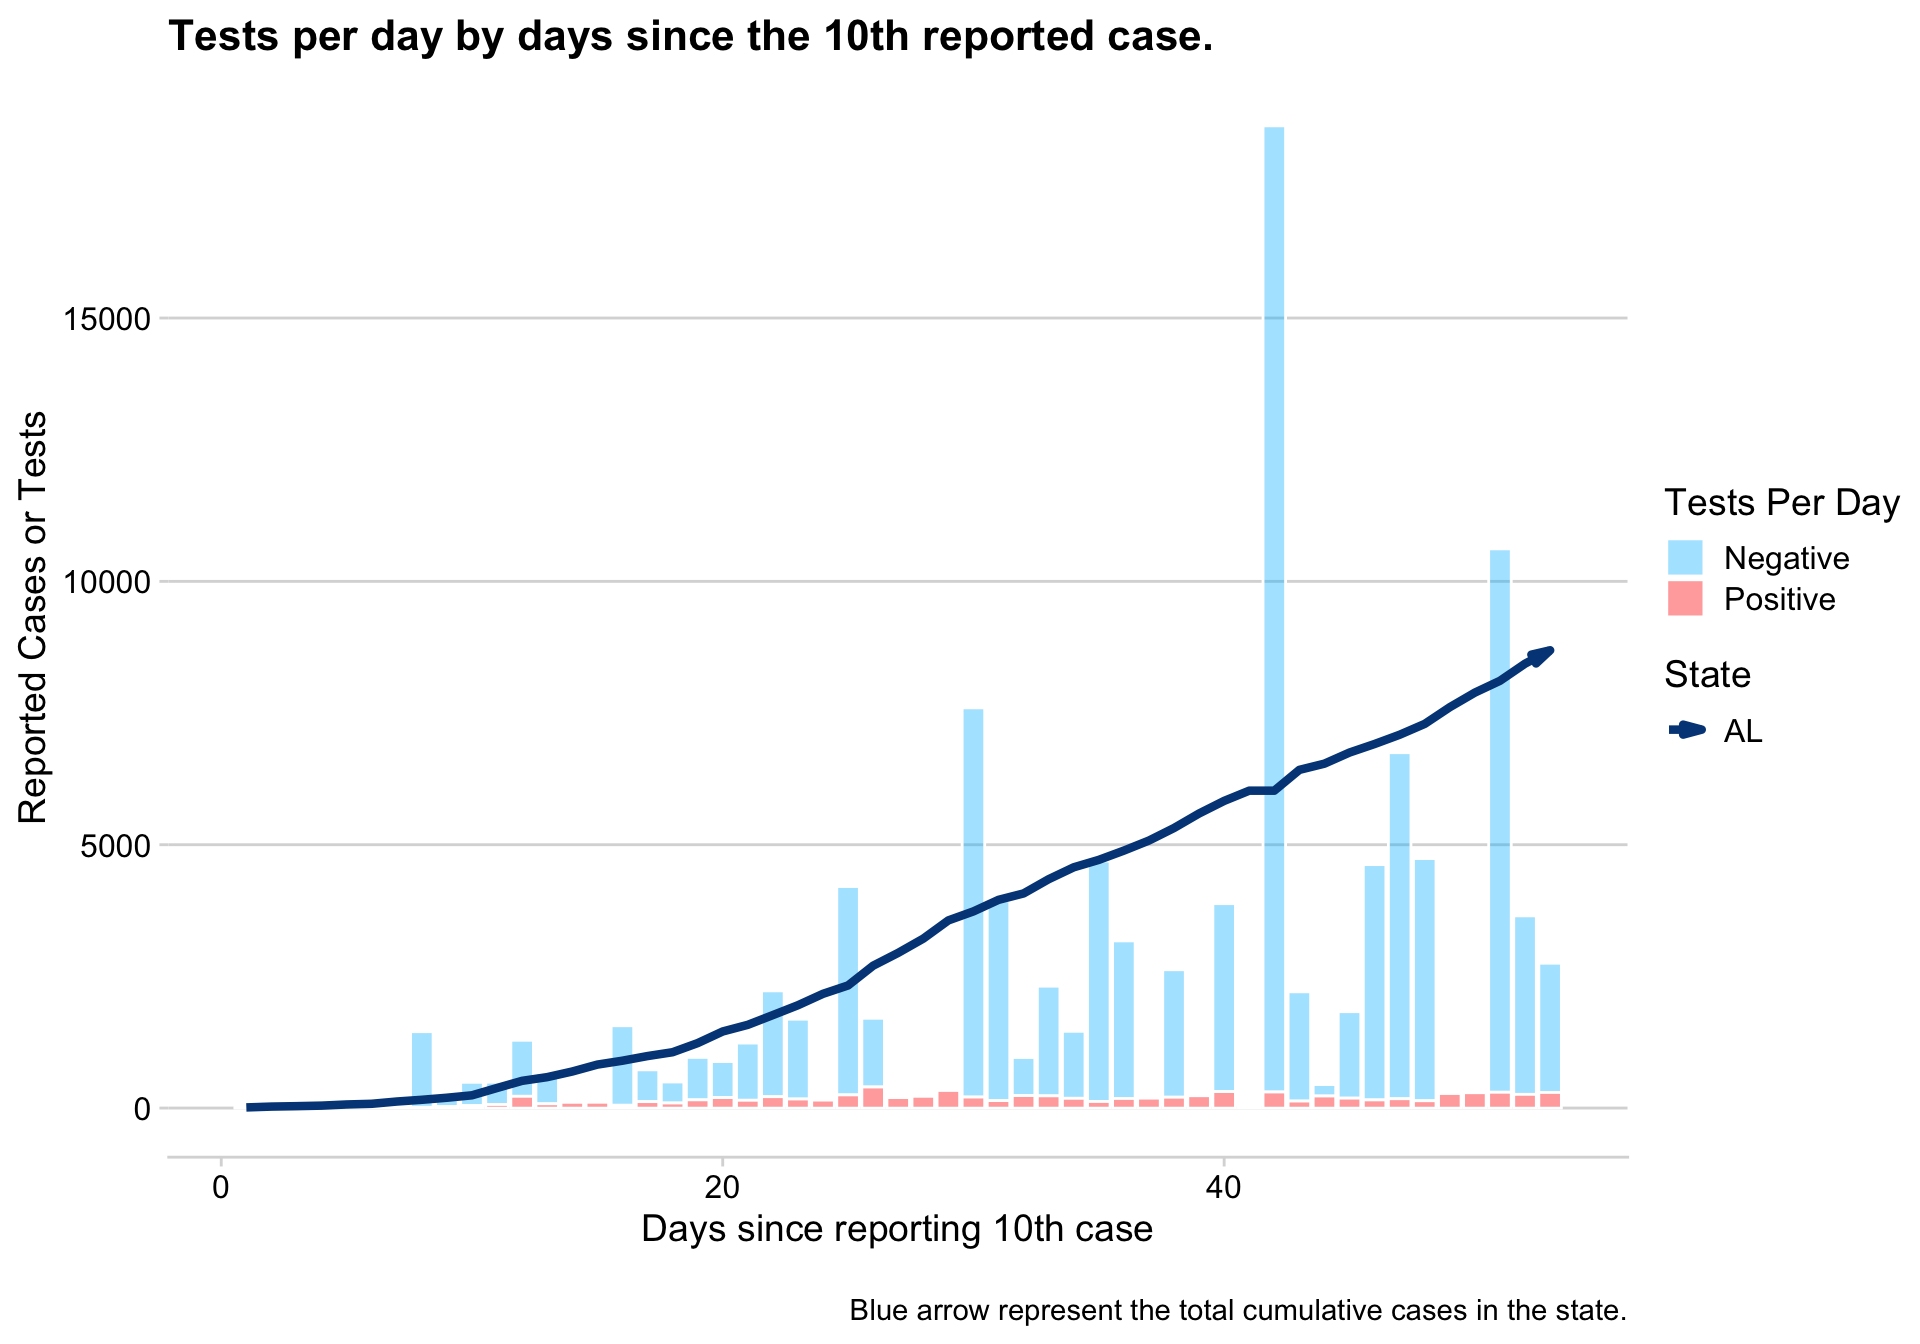 Tests per day by days since the 10th reported case.
Reported Cases or Tests
15000
10000
5000
0
0
20
40
Days since reporting 10th case
Tests Per Day
Negative
Positive
State
AL
Blue arrow represent the total cumulative cases in the state.